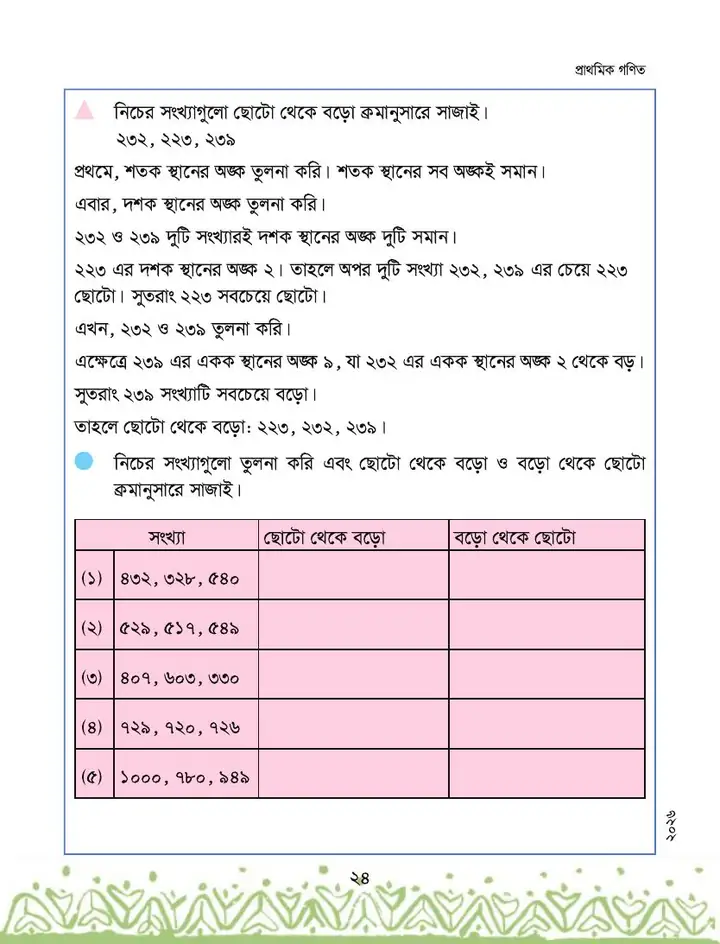 প্রাথমিক গণিত
নিচের সংখ্যাগুলো ছোটো থেকে বড়ো ক্রমানুসারে সাজাই।
২৩২, ২২৩, ২৩৯
প্রথমে, শতক স্থানের অঙ্ক তুলনা করি। শতক স্থানের সব অঙ্কই সমান।
এবার, দশক স্থানের অঙ্ক তুলনা করি।
২৩২ ও ২৩৯ দুটি সংখ্যারই দশক স্থানের অঙ্ক দুটি সমান।
২২৩ এর দশক স্থানের অঙ্ক ২। তাহলে অপর দুটি সংখ্যা ২৩২, ২৩৯ এর চেয়ে ২২৩
ছোটো। সুতরাং ২২৩ সবচেয়ে ছোটো।
এখন, ২৩২ ও ২৩৯ তুলনা করি।
এক্ষেত্রে ২৩৯ এর একক স্থানের অঙ্ক ৯, যা ২৩২ এর একক স্থানের অঙ্ক ২ থেকে বড়।
সুতরাং ২৩৯ সংখ্যাটি সবচেয়ে বড়ো।
তাহলে ছোটো থেকে বড়ো: ২২৩, ২৩২, ২৩৯।
নিচের সংখ্যাগুলো তুলনা করি এবং ছোটো থেকে বড়ো ও বড়ো থেকে ছোটো
ক্রমানুসারে সাজাই।
সংখ্যা ছোটো থেকে বড়ো বড়ো থেকে ছোটো
(১) ৪৩২, ৩২৮, ৫৪০
(২) ৫২৯, ৫১৭, ৫৪৯
(৩) ৪০৭, ৬০৩, ৩৩০
(৪) ৭২৯, ৭২০, ৭২৬
(৫) ১০০০, ৭৮০, ৯৪৯
২০২৬
২৪